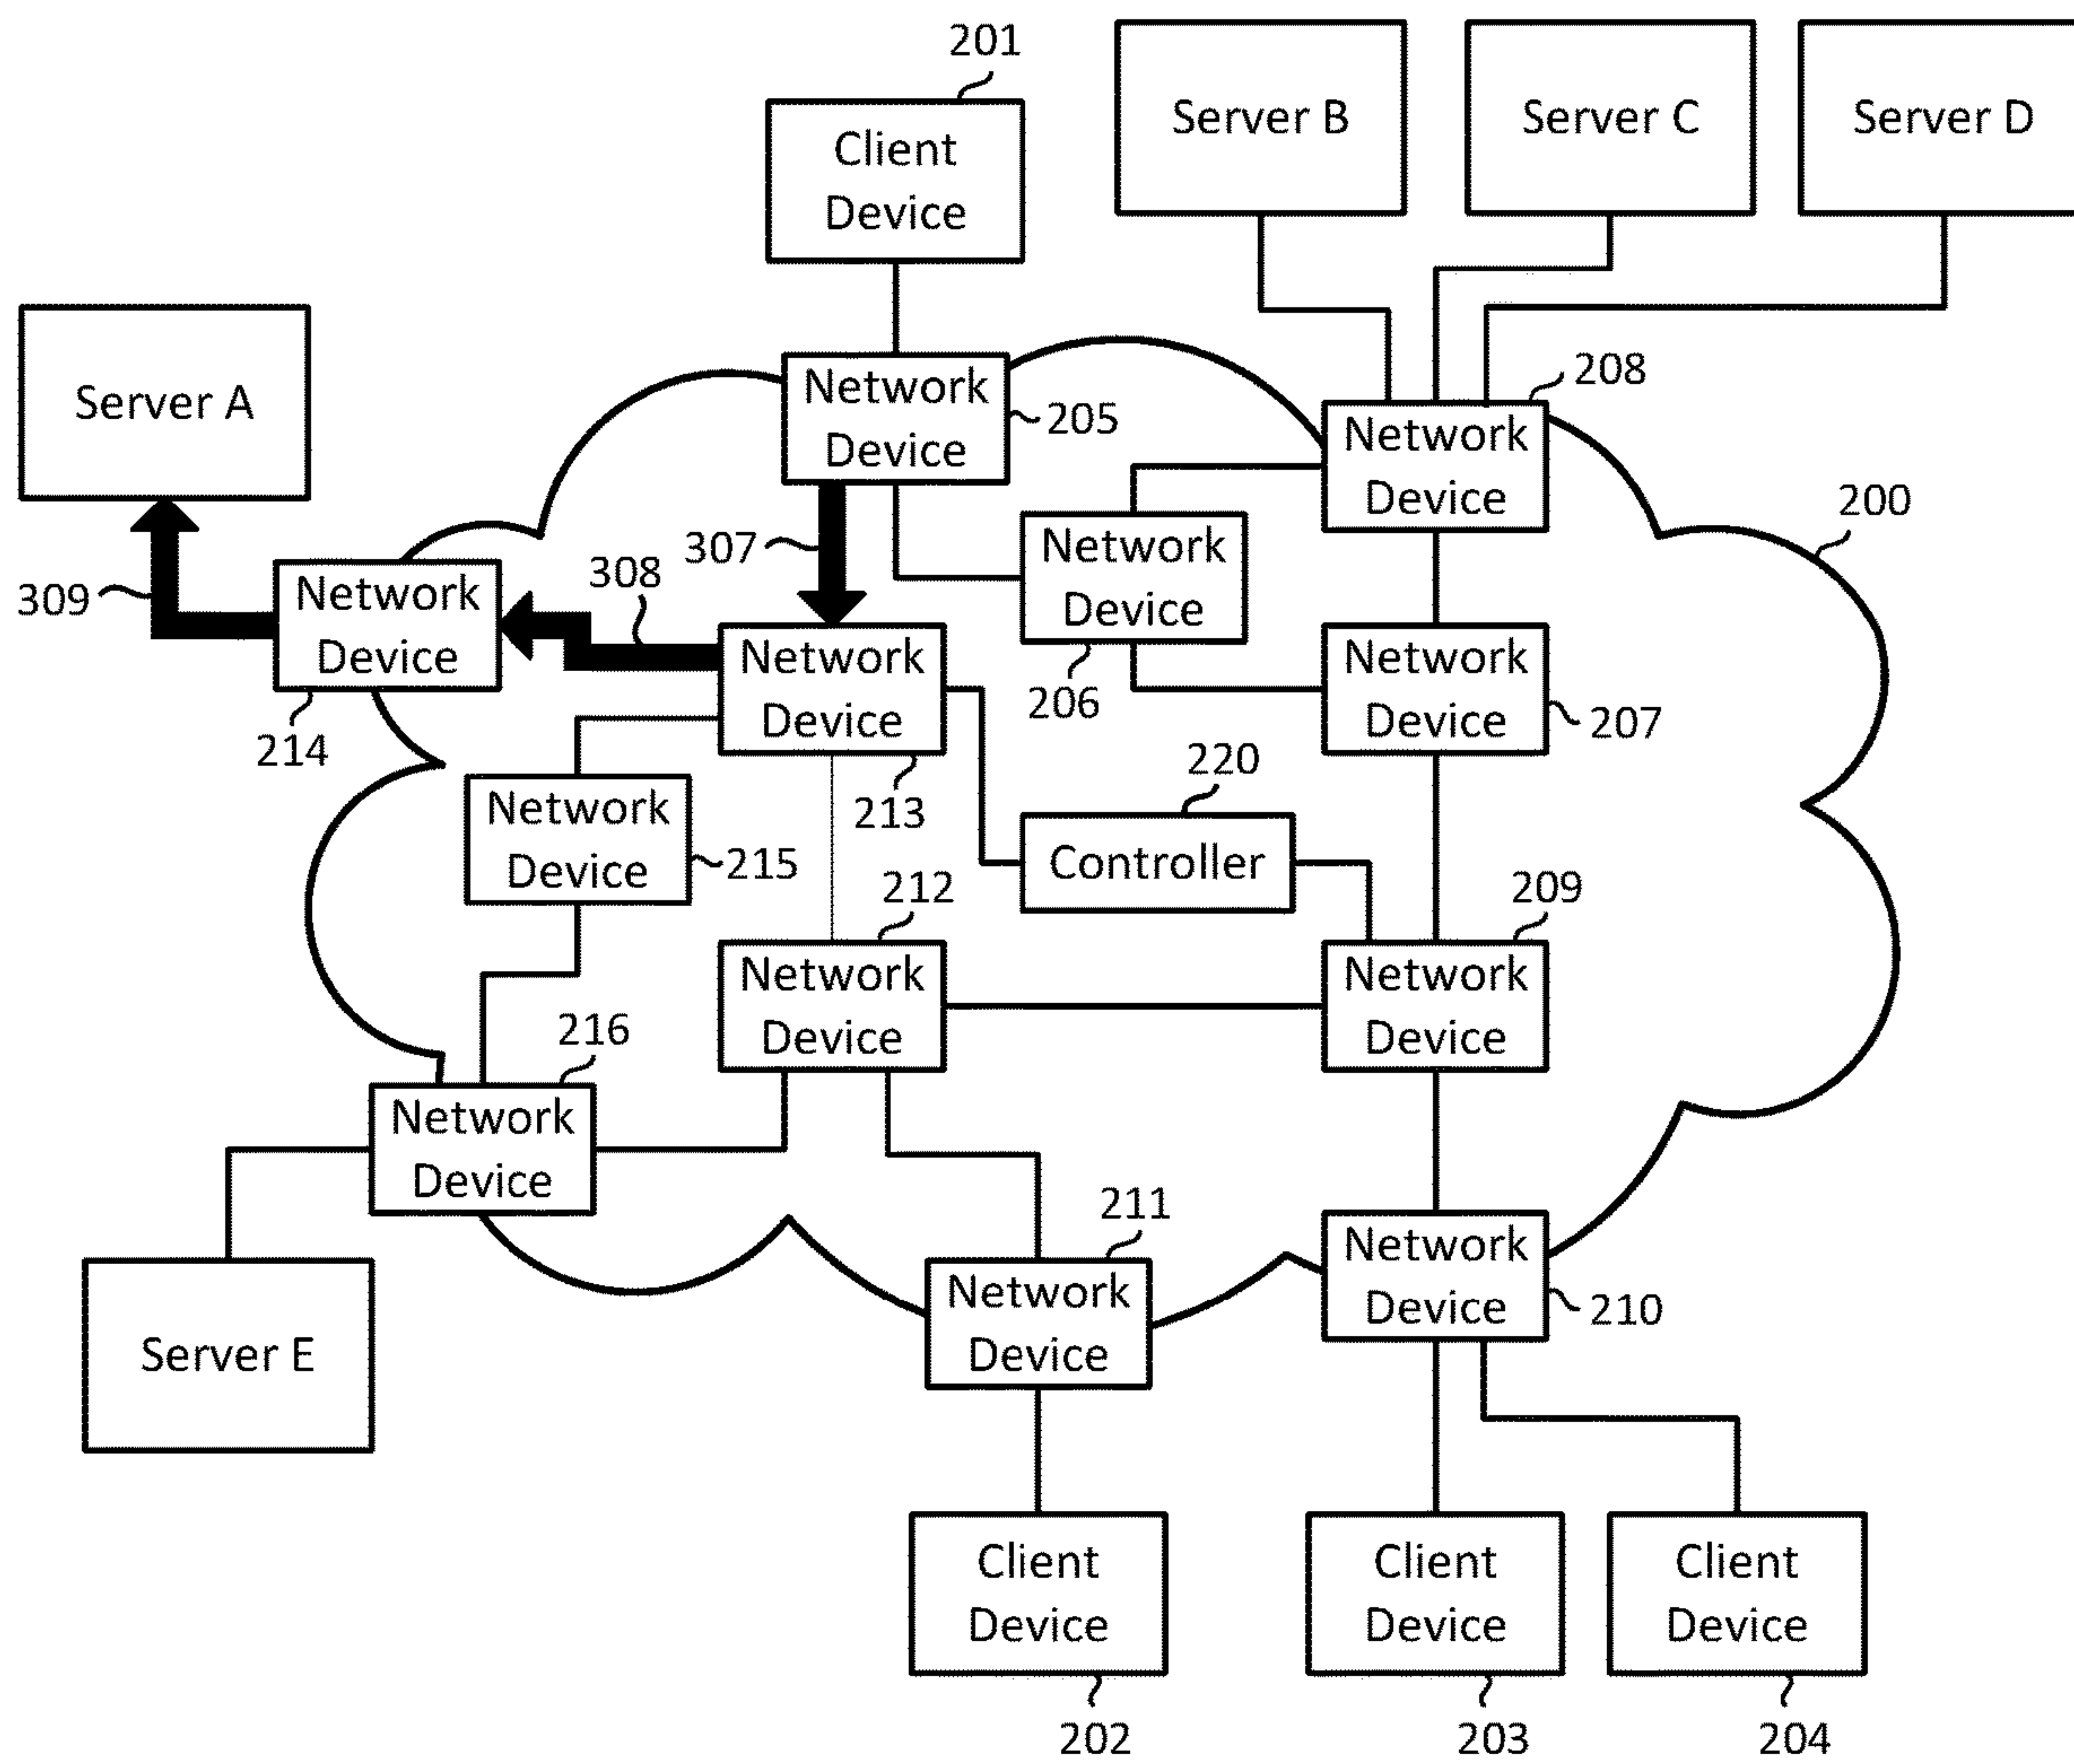 201
Client
Device
Server B
Server C
Server D
Server A
Network
Device
205
208
Network
Device
200
Network
Device
206
307
308
309
Network
Device
214
Network
Device
213
Network
Device
207
220
Controller
Network
Device
215
212
Network
Device
209
Network
Device
216
Network
Device
211
Network
Device
Network
Device
210
Server E
Client
Device
202
Client
Device
203
Client
Device
204